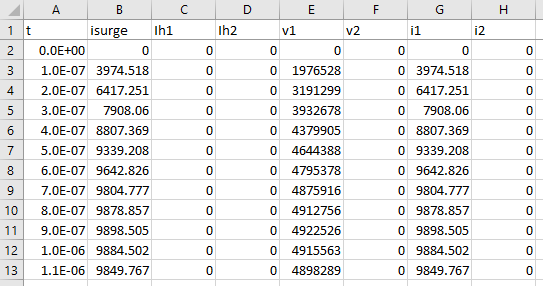 A B C D E F G H
1 t isurge Ih1 Ih2 v1 v2 i1 i2
2 0.0E+00 0 0 0 0 0 0 0
3 1.0E-07 3974.518 0 0 1976528 0 3974.518 0
4 2.0E-07 6417.251 0 0 3191299 0 6417.251 0
5 3.0E-07 7908.06 0 0 3932678 0 7908.06 0
6 4.0E-07 8807.369 0 0 4379905 0 8807.369 0
7 5.0E-07 9339.208 0 0 4644388 0 9339.208 0
8 6.0E-07 9642.826 0 0 4795378 0 9642.826 0
9 7.0E-07 9804.777 0 0 4875916 0 9804.777 0
10 8.0E-07 9878.857 0 0 4912756 0 9878.857 0
11 9.0E-07 9898.505 0 0 4922526 0 9898.505 0
12 1.0E-06 9884.502 0 0 4915563 0 9884.502 0
13 1.1E-06 9849.767 0 0 4898289 0 9849.767 0